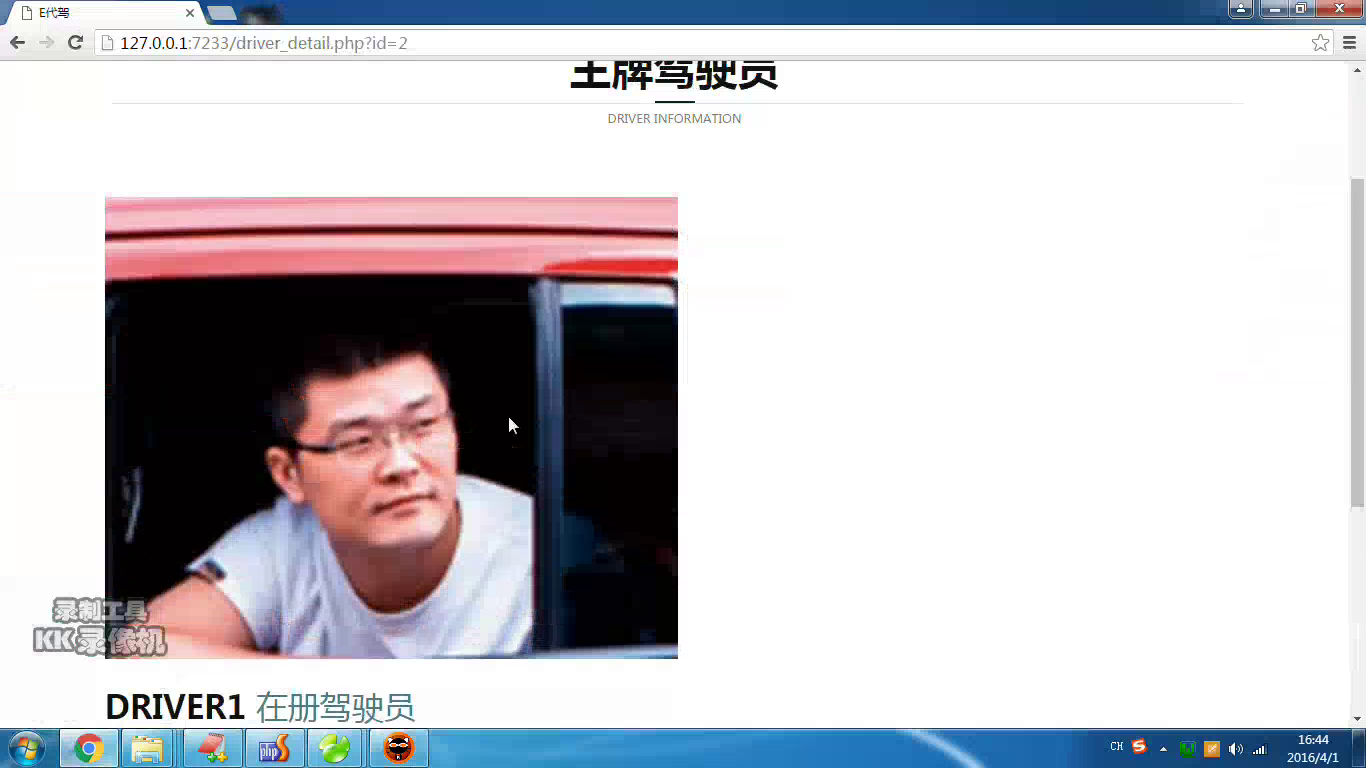 E代驾
127.0.0.1:7233/driver_detail.php?id=2
王牌驾驶员
DRIVER INFORMATION
录制工具
KK录像机
DRIVER1 在册驾驶员
php
CH
16:44
2016/4/1